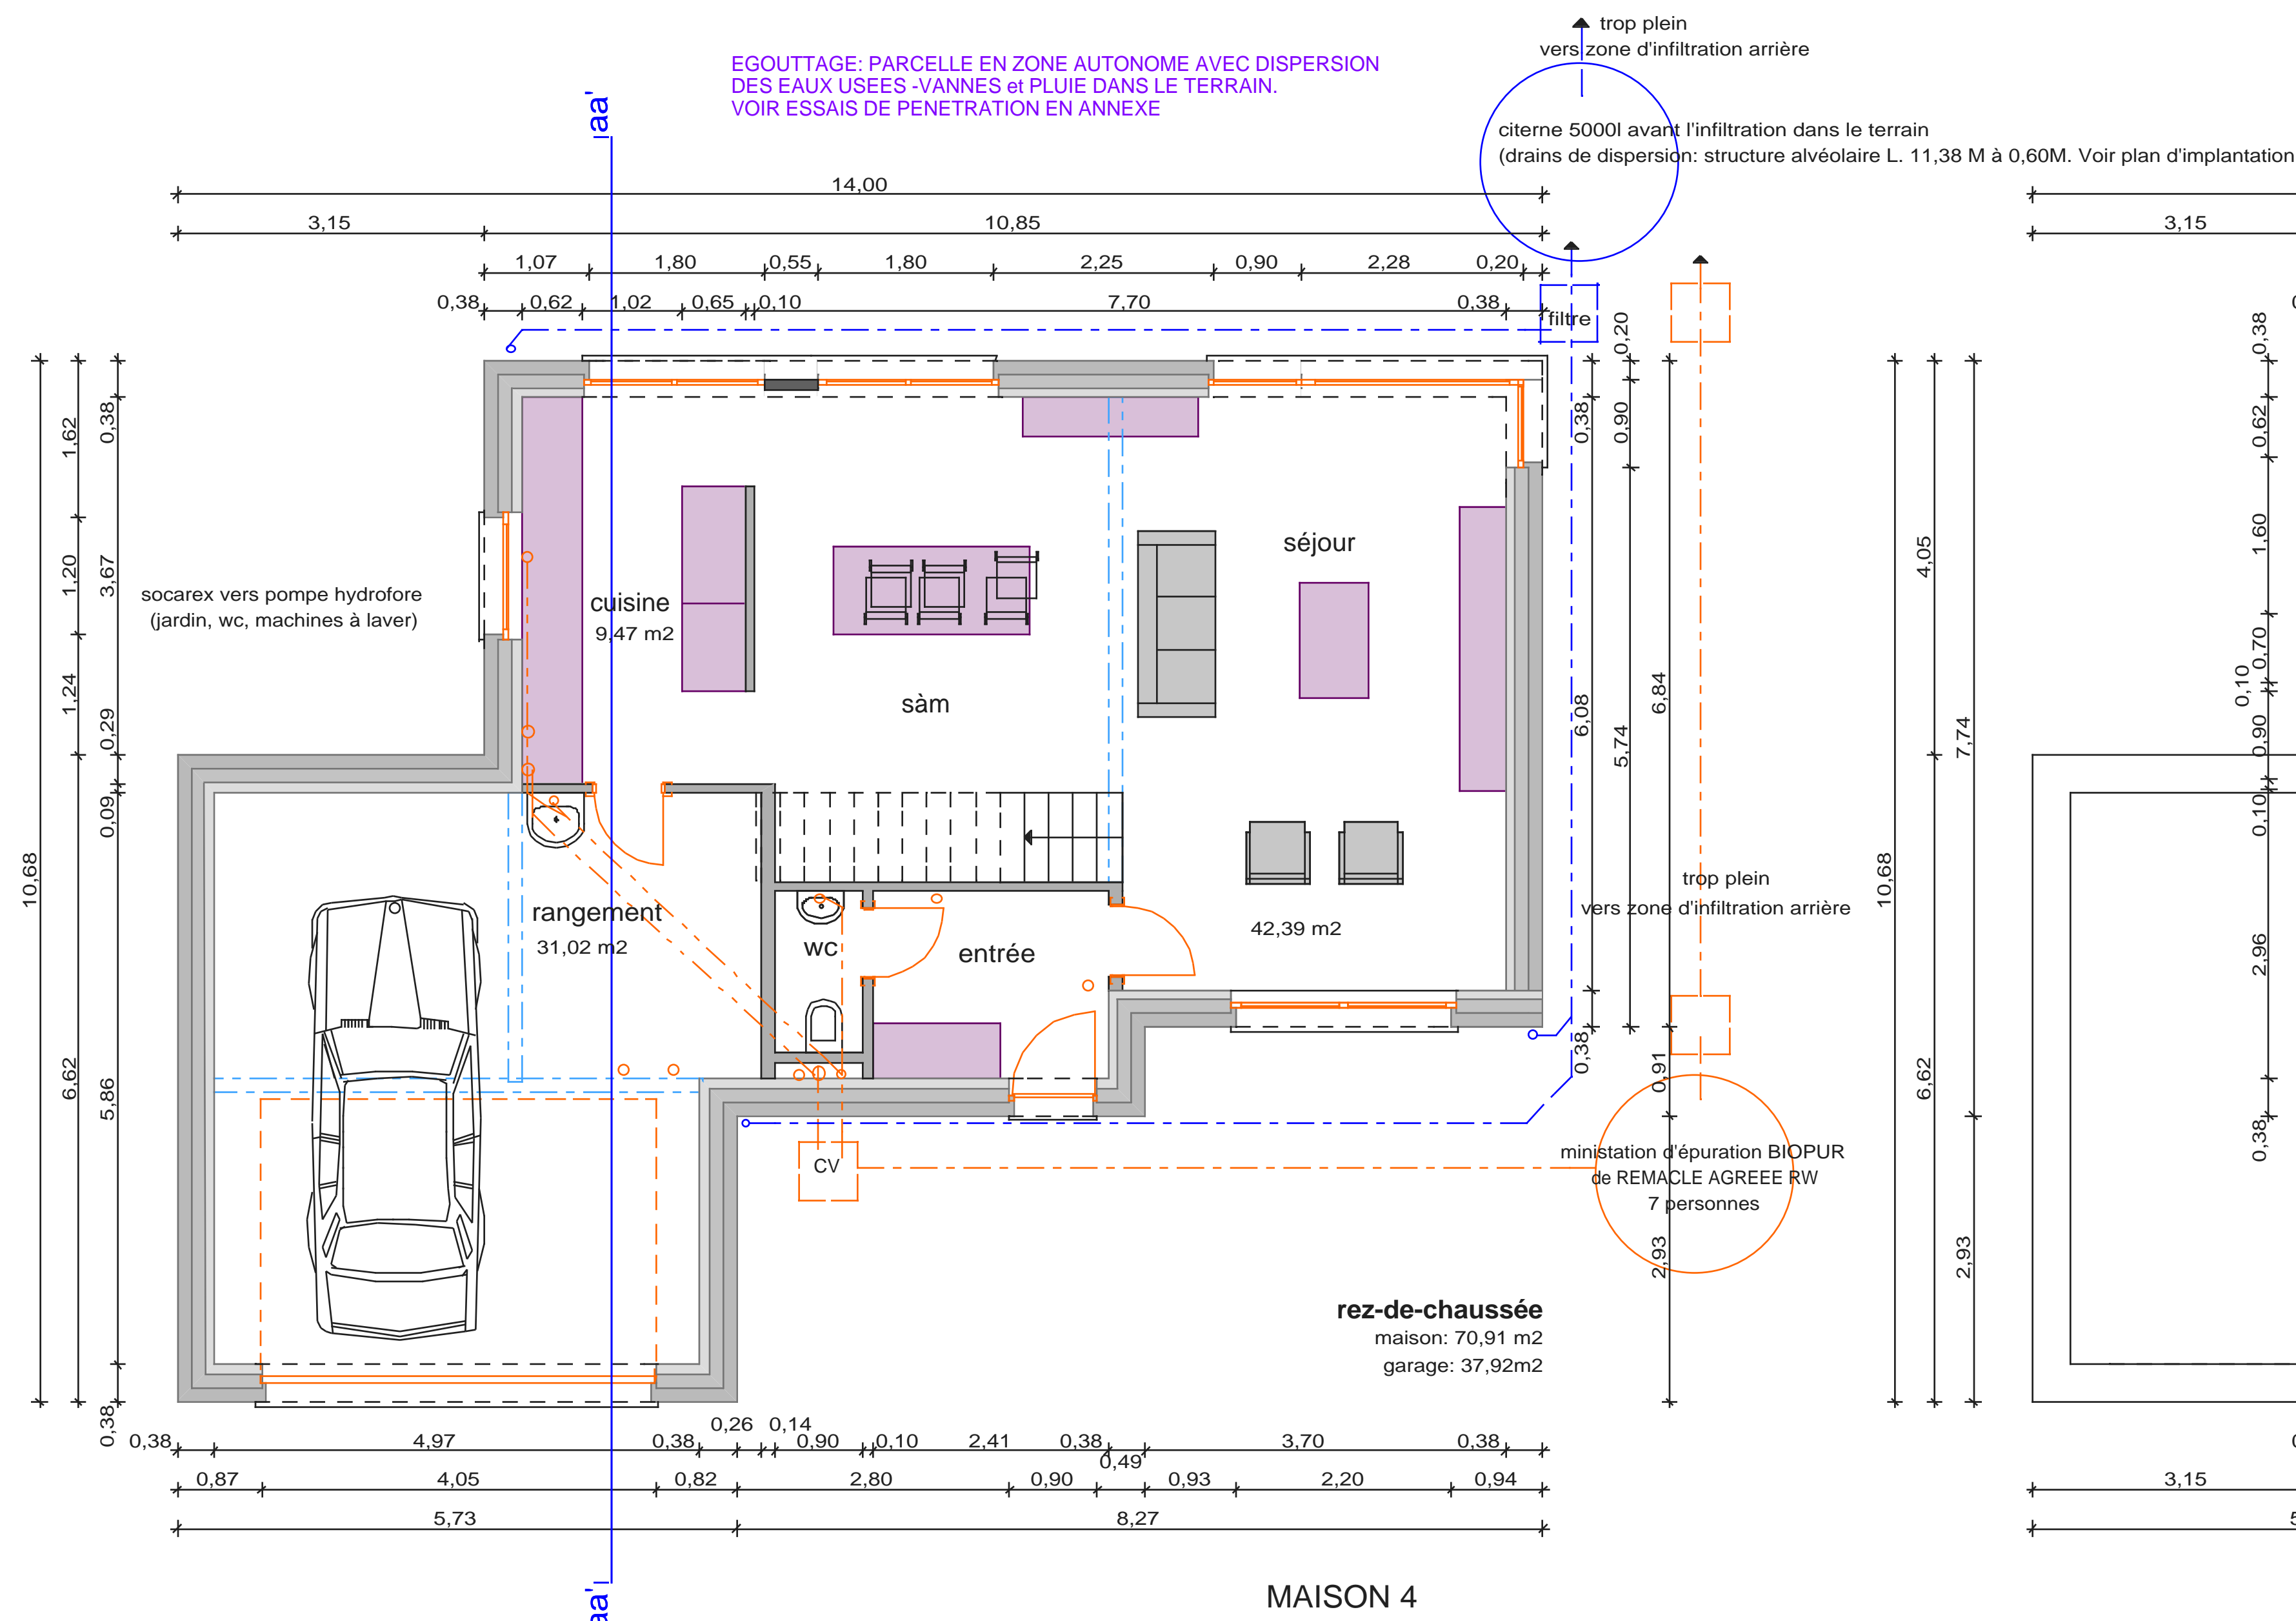 trop plein
vers zone d'infiltration arrière
EGOUTTAGE: PARCELLE EN ZONE AUTONOME AVEC DISPERSION
DES EAUX USEES -VANNES et PLUIE DANS LE TERRAIN.
VOIR ESSAIS DE PENETRATION EN ANNEXE
aa'
citerne 5000l avant l'infiltration dans le terrain
(drains de dispersion: structure alvéolaire L. 11,38 M à 0,60M. Voir plan d'implantation
14,00
3,15
10,85
3,15
1,07
1,80
0,55
1,80
2,25
0,90
2,28
0,20
0,38
0,62
1,02
0,65
0,10
7,70
0,38
filtre
0,20
0,38
1,62
0,38
0,38
0,90
0,62
séjour
1,20
3,67
4,05
1,60
socarex vers pompe hydrofore
(jardin, wc, machines à laver)
cuisine
9,47 m2
sàm
1,24
0,29
6,08
5,74
6,84
7,74
0,70
0,10
0,90
0,09
0,10
10,68
10,68
trop plein
vers zone d'infiltration arrière
rangement
31,02 m2
wc
entrée
42,39 m2
2,96
6,62
5,86
0,38
0,91
6,62
0,38
CV
ministation d'épuration BIOPUR
de REMACLE AGREEE RW
7 personnes
2,93
2,93
rez-de-chaussée
maison: 70,91 m2
garage: 37,92m2
0,38
0,38
4,97
0,38
0,26
0,14
0,90
0,10
2,41
0,38
0,49
3,70
0,38
0,87
4,05
0,82
2,80
0,90
0,93
2,20
0,94
3,15
5,73
8,27
aa'
MAISON 4